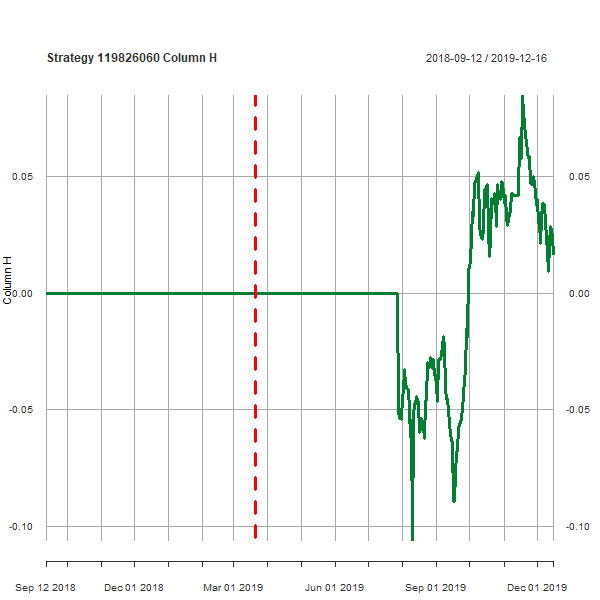 Strategy 119826060 Column H
2018-09-12 / 2019-12-16
0.05
0.05
0.00
0.00
Column H
-0.05
-0.05
-0.10
-0.10
Sep 12 2018
Dec 01 2018
Mar 01 2019
Jun 01 2019
Sep 01 2019
Dec 01 2019